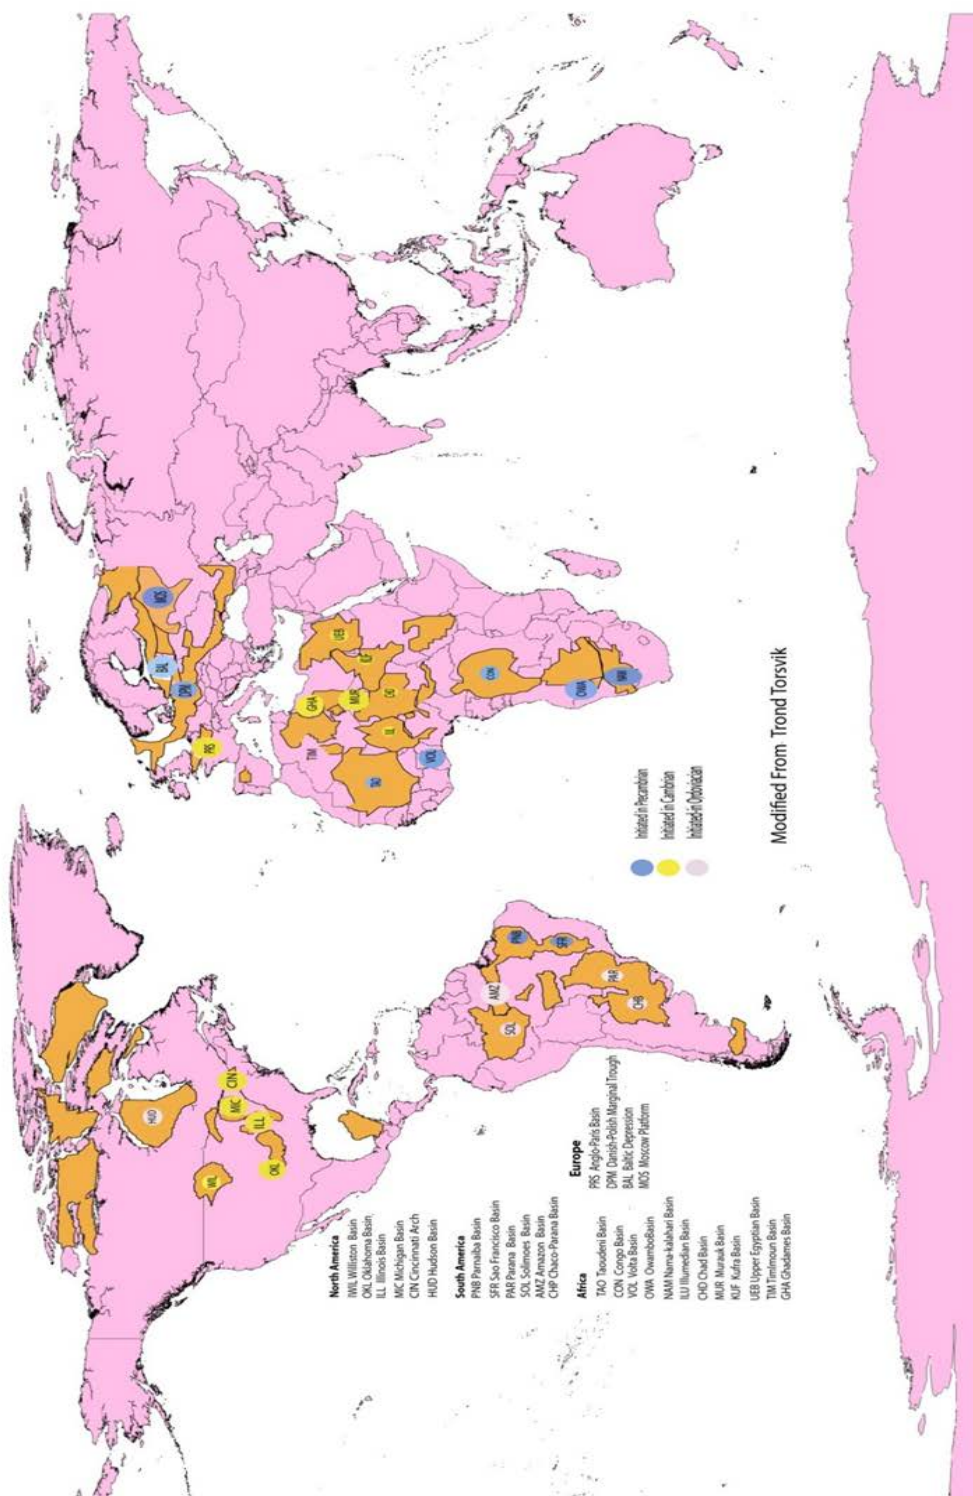 MOS
BAL
DPM
PRS
UEB
KUF
GHA
MUR
CHD
TIM
IL
TAO
VOL
CON
OWA
NAM
HUD
CIN
MIC
ILL
OKL
WIL
PNB
SFR
AMZ
SOL
PAR
CHB
Initiated in Precambrian
Initiated in Cambrian
Initiated-in Oydoviacian
Modified From Trond Torsvik
North America
IWIL Williston Basin
OKL Oklahoma Basin
ILL Illinois Basin
MIC Michigan Basin
CIN Cincinnati Arch
HUD Hudson Basin
South America
PNB Parnaiba Basin
SFR Sao Francisco Basin
PAR Parana Basin
SOL Solimoes Basin
AMZ Amazon Basin
CHP Chaco-Parana Basin
Africa
TAO Taoudeni Basin
CON Congo Basin
VOL Volta Basin
OWA OwamboBasin
NAM Nama-kalahari Basin
ILU Illumedian Basin
CHD Chad Basin
MUR Murauk Basin
KUF Kufra Basin
UEB Upper Egyptian Basin
TIM Timlmoun Basin
GHA Ghadames Basin
Europe
PRS Anglo-Paris Basin
DPM Danish-Polish Marginal Trough
BAL Baltic Depression
MOS Moscow Platform